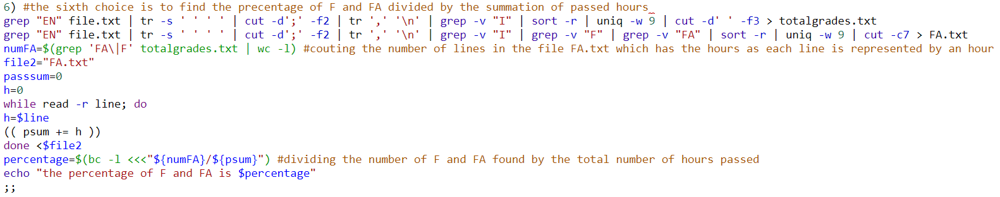 6) #the sixth choice is to find the precentage of F and FA divided by the summation of passed hours
grep "EN" file.txt | tr -s ' ' ' ' | cut -d';' -f2 | tr ',' '\n' | grep -v "I" | sort -r | uniq -w 9 | cut -d' ' -f3 > totalgrades.txt
grep "EN" file.txt | tr -s ' ' ' ' | cut -d';' -f2 | tr ',' '\n' | grep -v "I" | grep -v "F" | grep -v "FA" | sort -r | uniq -w 9 | cut -c7 > FA.txt
numFA=$(grep 'FA\|F' totalgrades.txt | wc -l) #couting the number of lines in the file FA.txt which has the hours as each line is represented by an hour
file2="FA.txt"
passsum=0
h=0
while read -r line; do
h=$line
(( psum += h ))
done <$file2
percentage=$(bc -l <<<"${numFA}/${psum}") #dividing the number of F and FA found by the total number of hours passed
echo "the percentage of F and FA is $percentage"
;;